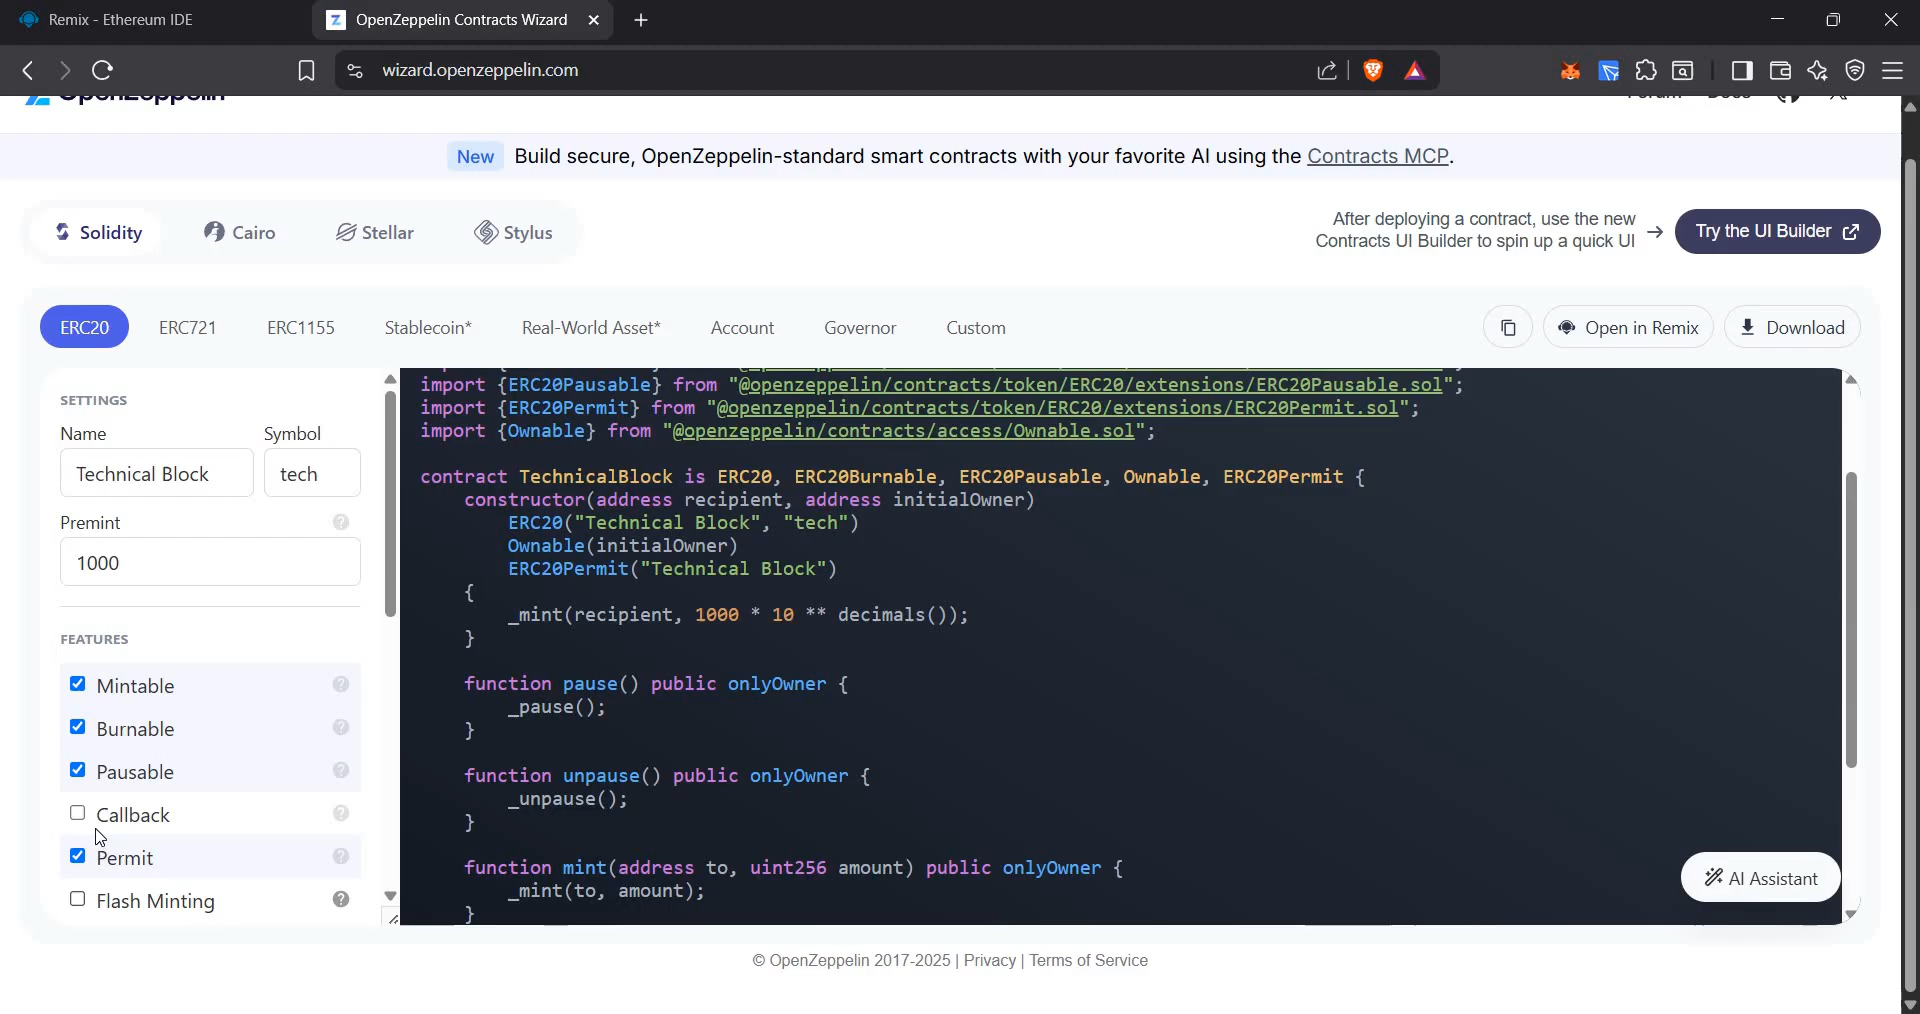 Remix - Ethereum IDE
OpenZeppelin Contracts Wizard
wizard.openzeppelin.com
OpenZeppelin
Forum Docs
New Build secure, OpenZeppelin-standard smart contracts with your favorite AI using the Contracts MCP.
Solidity
Cairo
Stellar
Stylus
After deploying a contract, use the new
Contracts UI Builder to spin up a quick UI
Try the UI Builder
ERC20
ERC721
ERC1155
Stablecoin*
Real-World Asset*
Account
Governor
Custom
Open in Remix
Download
SETTINGS
Name
Symbol
Technical Block
tech
Premint
1000
FEATURES
Mintable
Burnable
Pausable
Callback
Permit
Flash Minting
import {ERC20Pausable} from "@openzeppelin/contracts/token/ERC20/extensions/ERC20Pausable.sol";
import {ERC20Permit} from "@openzeppelin/contracts/token/ERC20/extensions/ERC20Permit.sol";
import {Ownable} from "@openzeppelin/contracts/access/Ownable.sol";
contract TechnicalBlock is ERC20, ERC20Burnable, ERC20Pausable, Ownable, ERC20Permit {
constructor(address recipient, address initialOwner)
ERC20("Technical Block", "tech")
Ownable(initialOwner)
ERC20Permit("Technical Block")
{
_mint(recipient, 1000 * 10 ** decimals());
}
function pause() public onlyOwner {
_pause();
}
function unpause() public onlyOwner {
_unpause();
}
function mint(address to, uint256 amount) public onlyOwner {
_mint(to, amount);
}
AI Assistant
© OpenZeppelin 2017-2025 | Privacy | Terms of Service